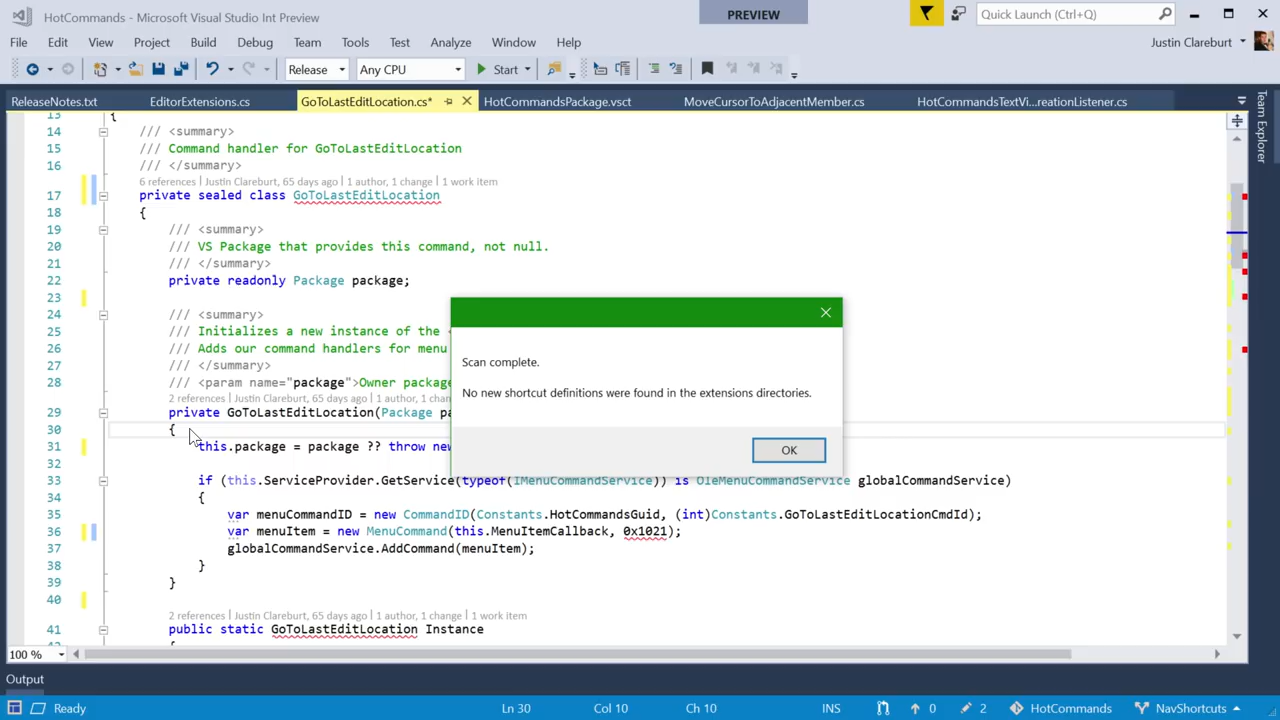 HotCommands - Microsoft Visual Studio Int Preview
PREVIEW
Quick Launch (Ctrl+Q)
File Edit View Project Build Debug Team Tools Test Analyze Window Help
Justin Clareburt
Release Any CPU Start
ReleaseNotes.txt EditorExtensions.cs GoToLastEditLocation.cs* HotCommandsPackage.vsct MoveCursorToAdjacentMember.cs HotCommandsTextVi...reationListener.cs
Team Explorer
13 {
14 /// <summary>
15 /// Command handler for GoToLastEditLocation
16 /// </summary>
6 references | Justin Clareburt, 65 days ago | 1 author, 1 change | 1 work item
17 private sealed class GoToLastEditLocation
18 {
19 /// <summary>
20 /// VS Package that provides this command, not null.
21 /// </summary>
22 private readonly Package package;
23
24 /// <summary>
25 /// Initializes a new instance of the <
26 /// Adds our command handlers for menu
27 /// </summary>
28 /// <param name="package">Owner package
2 references | Justin Clareburt, 65 days ago | 1 author, 1 change
29 private GoToLastEditLocation(Package pa
30 {
31 this.package = package ?? throw new
32
33 if (this.ServiceProvider.GetService(typeof(IMenuCommandService)) is OleMenuCommandService globalCommandService)
34 {
35 var menuCommandID = new CommandID(Constants.HotCommandsGuid, (int)Constants.GoToLastEditLocationCmdId);
36 var menuItem = new MenuCommand(this.MenuItemCallback, 0x1021);
37 globalCommandService.AddCommand(menuItem);
38 }
39 }
40
2 references | Justin Clareburt, 65 days ago | 1 author, 1 change | 1 work item
41 public static GoToLastEditLocation Instance
Scan complete.
No new shortcut definitions were found in the extensions directories.
OK
100 %
Output
Ready Ln 30 Col 10 Ch 10 INS 0 2 HotCommands NavShortcuts